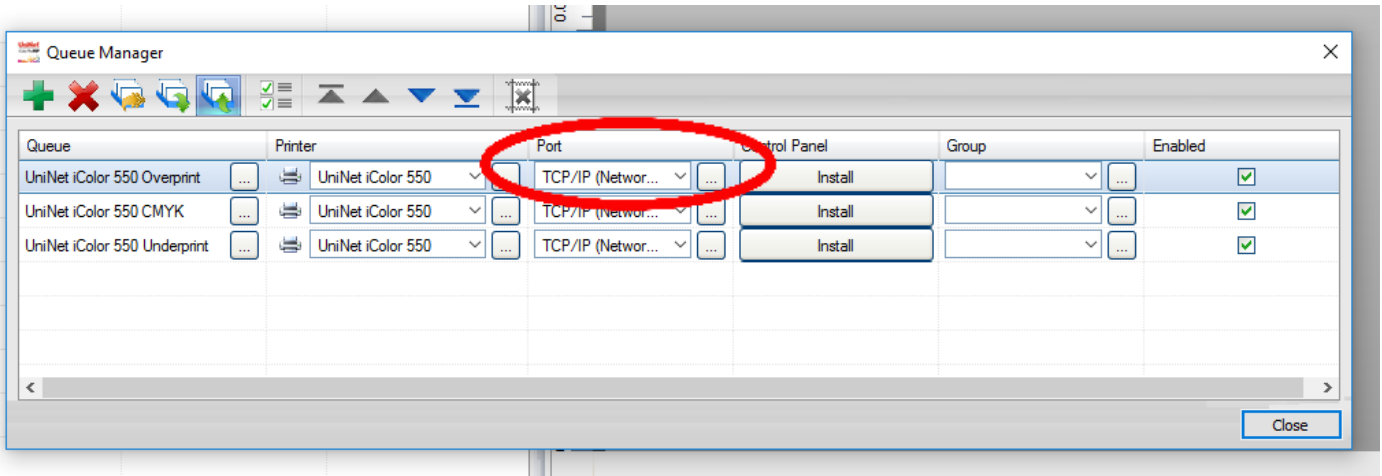 Queue Manager
Queue Printer Port Control Panel Group Enabled
UniNet iColor 550 Overprint ... UniNet iColor 550 ... TCP/IP (Networ... ... Install ...
UniNet iColor 550 CMYK ... UniNet iColor 550 ... TCP/IP (Networ... ... Install ...
UniNet iColor 550 Underprint ... UniNet iColor 550 ... TCP/IP (Networ... ... Install ...
Close